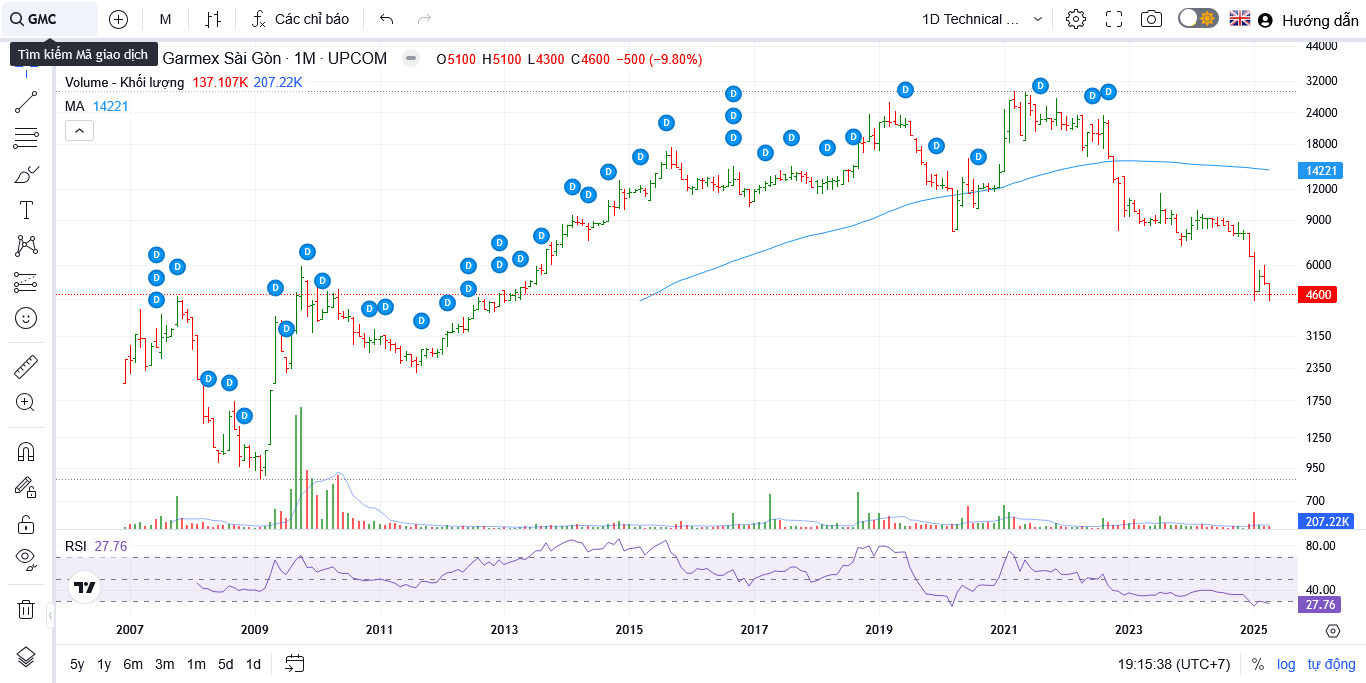 GMC
M
Các chỉ báo
1D Technical ...
Hướng dẫn
Tìm kiếm Mã giao dịch
Garmex Sài Gòn · 1M · UPCOM
O5100 H5100 L4300 C4600 −500 (−9.80%)
Volume - Khối lượng 137.107K 207.22K
MA 14221
D D D D D D D D D D D D D D D D D D D D D D D D D D D D D D D D D D D D D D D D
44000
32000
24000
18000
14221
12000
9000
6000
4600
3150
2350
1750
1250
950
700
207.22K
RSI 27.76
80.00
40.00
27.76
2007 2009 2011 2013 2015 2017 2019 2021 2023 2025
5y 1y 6m 3m 1m 5d 1d
19:15:38 (UTC+7) % log tự động